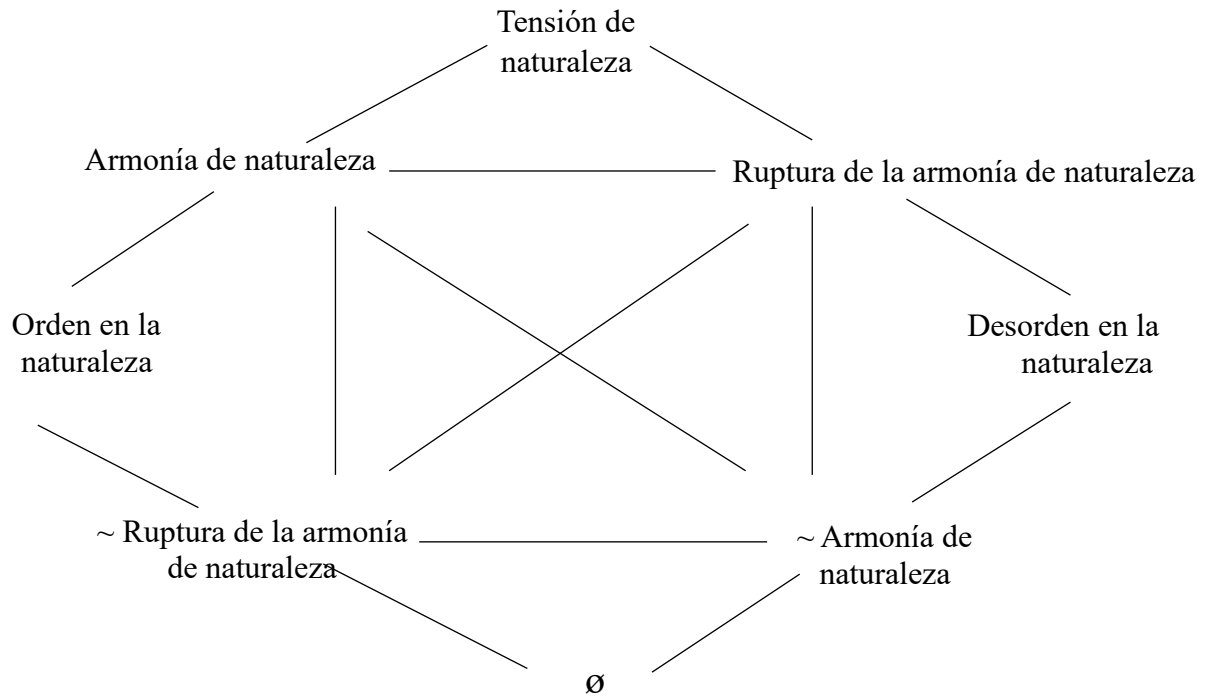 Tensión de
naturaleza
Armonía de naturaleza
Ruptura de la armonía de naturaleza
Orden en la
naturaleza
Desorden en la
naturaleza
~ Ruptura de la armonía
de naturaleza
~ Armonía de
naturaleza
ø